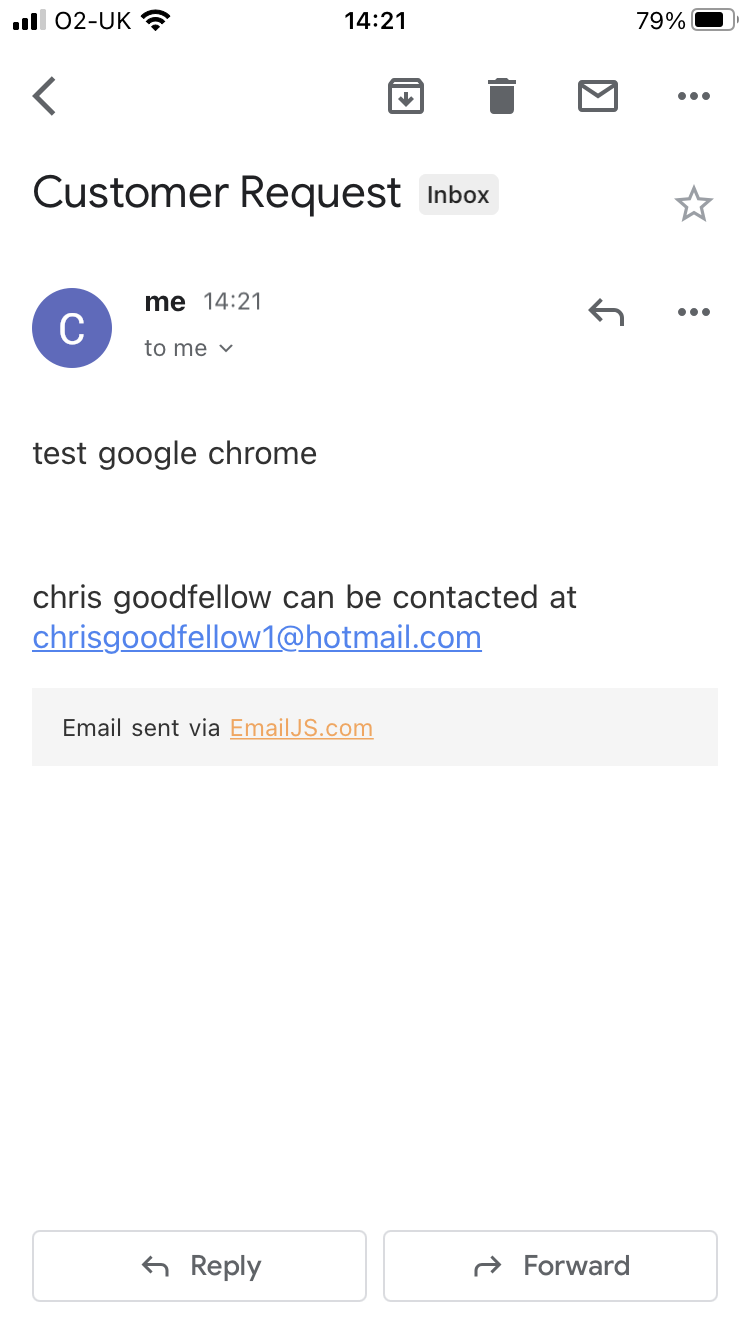 O2-UK 14:21 79%
Customer Request Inbox
C
me 14:21
to me
test google chrome
chris goodfellow can be contacted at
chrisgoodfellow1@hotmail.com
Email sent via EmailJS.com
Reply Forward